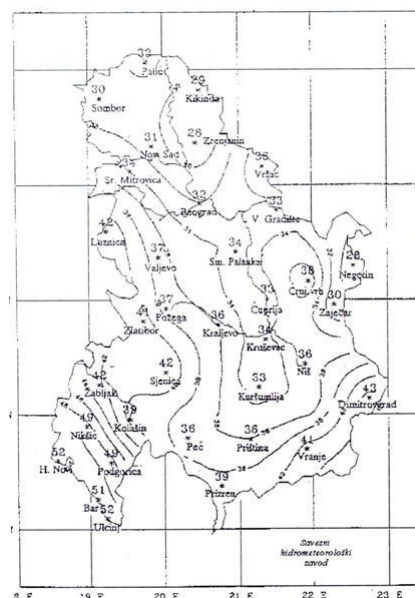 33
Palić
30
Sombor
Kikinda
31
Novi Sad
26
Zrenjanin
34
Sr. Mitrovica
Vršac
32
Beograd
33
V. Gradište
42
Loznica
37
Valjevo
34
Sm. Palanka
38
Crni vrh
28
Negotin
30
Zaječar
33
Ćuprija
37
Požega
41
Zlatibor
36
Kraljevo
Kruševac
36
Niš
42
Sjenica
33
Kuršumlija
43
Dimitrovgrad
42
Žabljak
39
Kolašin
49
Nikšić
36
Peć
36
Priština
41
Vranje
52
H. Novi
49
Podgorica
39
Prizren
51
Bar
52
Ulcinj
Savezni
hidrometeorološki
zavod
8 E 19 E 20 E 21 E 22 E 23 E